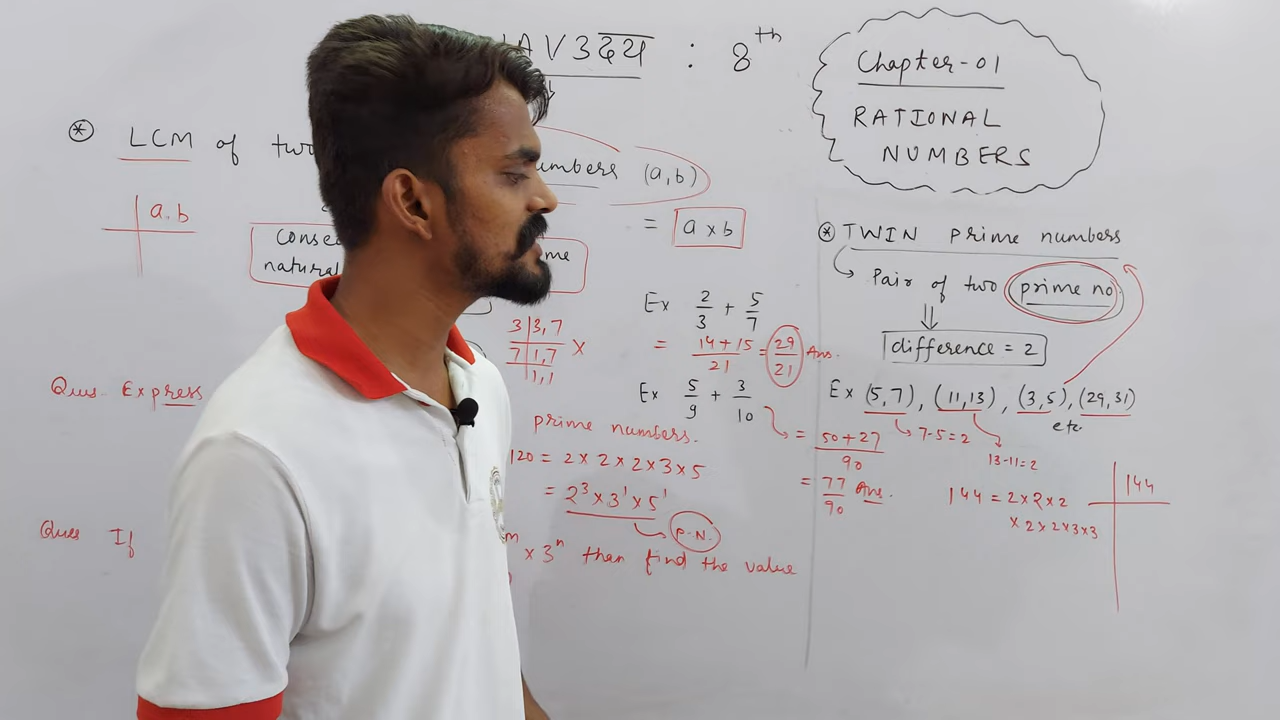 AVउदय : 8th
Chapter-01
RATIONAL
NUMBERS
⊛ LCM of two
numbers (a,b)
a,b
= a×b
natural
⊛ TWIN prime numbers
Pair of two prime no.
difference = 2
Ex (5,7), (11,13), (3,5), (29,31)
etc
7-5=2
13-11=2
3 | 3,7
7 | 1,7
1,1
×
Ex 2/3 + 5/7
= 14+15/21 = 29/21 Ans.
Ex 5/9 + 3/10
= 50+27/90
= 77/90 Ans.
Ques. Express
prime numbers.
120 = 2×2×2×3×5
= 2³×3¹×5¹
P.N.
Ques If
m × 3ⁿ then find the value
144 = 2×2×2
×2×2×3×3
144